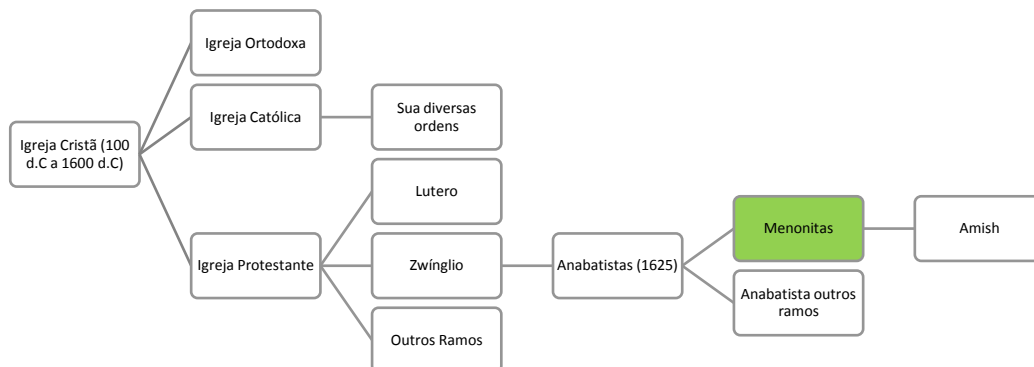 Igreja Cristã (100
d.C a 1600 d.C)
Igreja Ortodoxa
Igreja Católica
Sua diversas
ordens
Igreja Protestante
Lutero
Zwínglio
Anabatistas (1625)
Menonitas
Amish
Anabatista outros
ramos
Outros Ramos